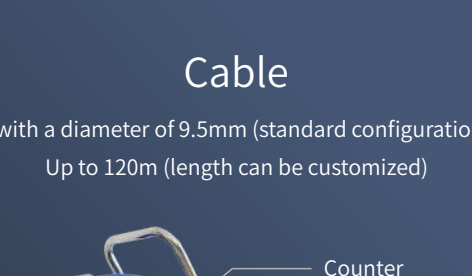 Cable
with a diameter of 9.5mm (standard configuratio
Up to 120m (length can be customized)
Counter